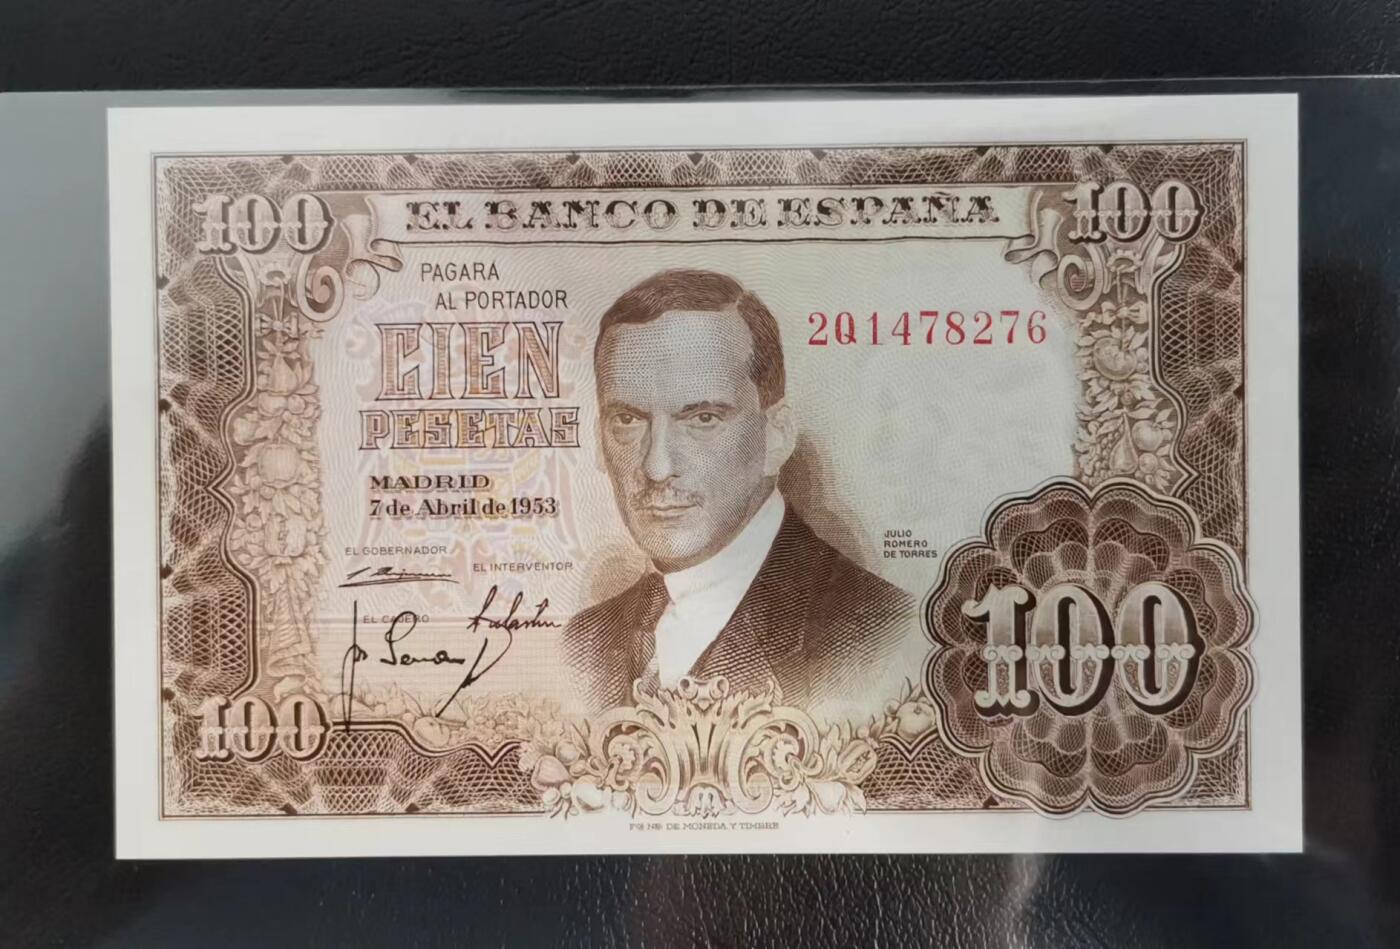 100
EL BANCO DE ESPAÑA
100
PAGARÁ
AL PORTADOR
2Q1478276
CIEN
PESETAS
MADRID
7 de Abril de 1953
JULIO
ROMERO
DE TORRES
EL GOBERNADOR
EL INTERVENTOR
EL CAJERO
100
100
FCA NAL DE MONEDA Y TIMBRE